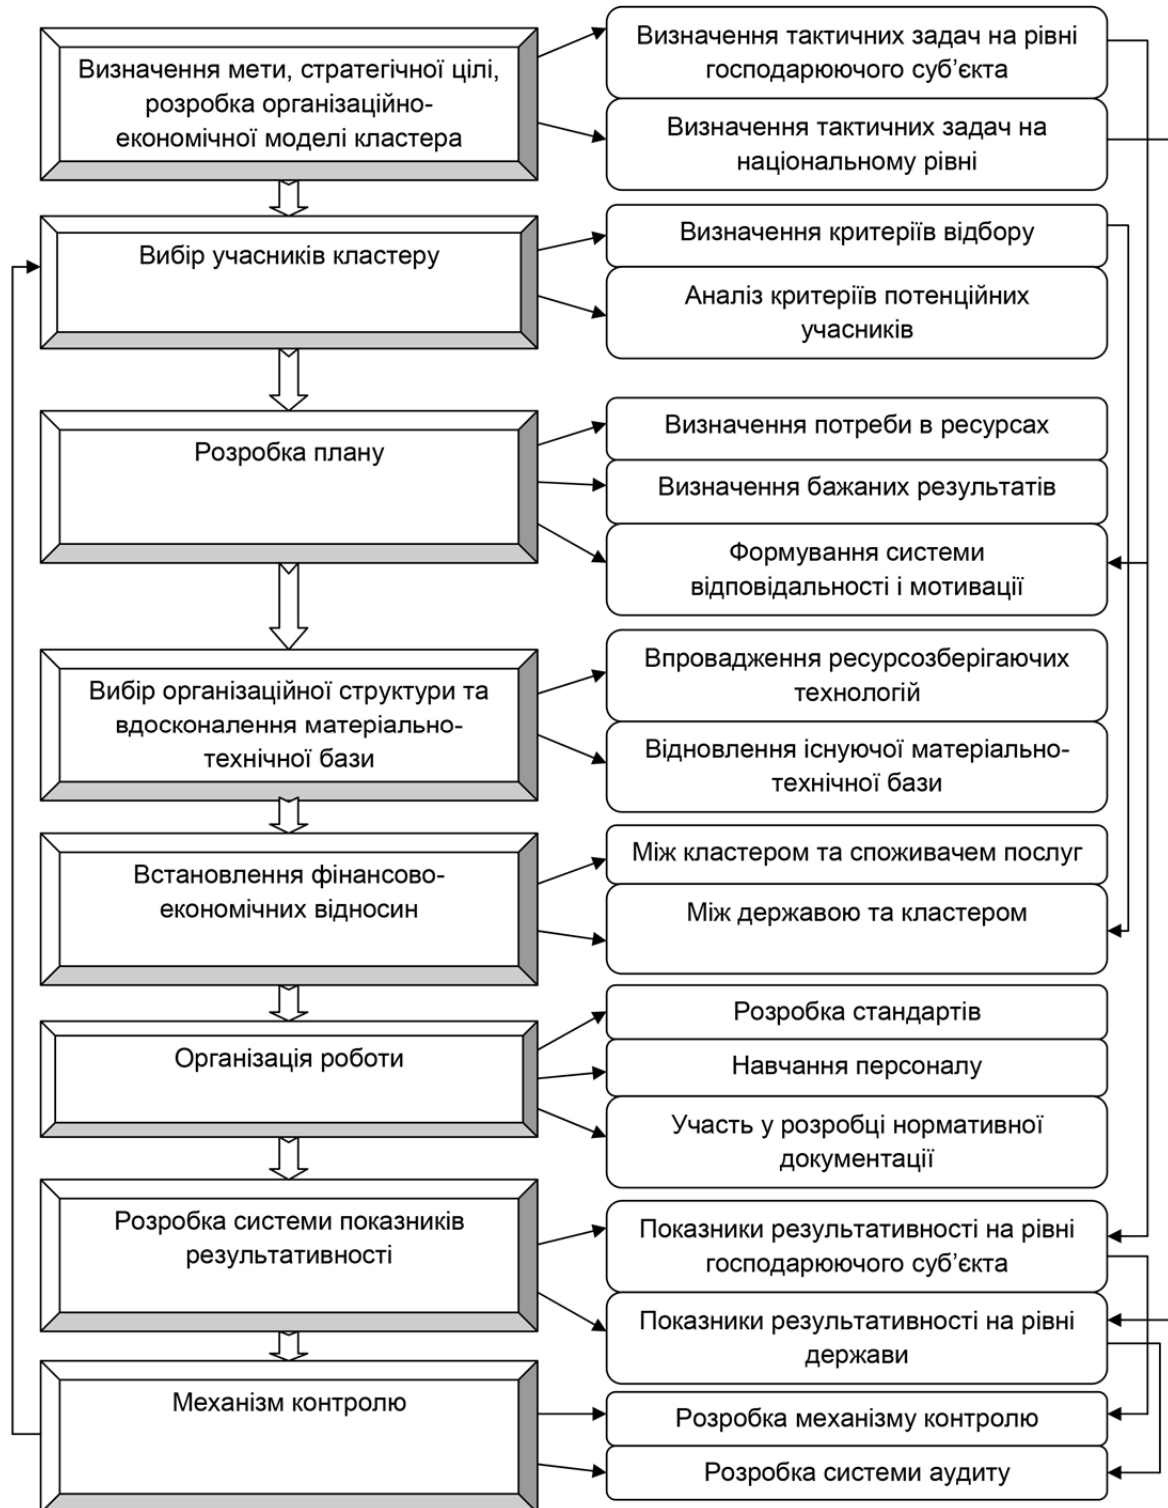 Визначення мети, стратегічної цілі,
розробка організаційно-
економічної моделі кластера
Визначення тактичних задач на рівні
господарюючого суб’єкта
Визначення тактичних задач на
національному рівні
Вибір учасників кластеру
Визначення критеріїв відбору
Аналіз критеріїв потенційних
учасників
Розробка плану
Визначення потреби в ресурсах
Визначення бажаних результатів
Формування системи
відповідальності і мотивації
Вибір організаційної структури та
вдосконалення матеріально-
технічної бази
Впровадження ресурсозберігаючих
технологій
Відновлення існуючої матеріально-
технічної бази
Встановлення фінансово-
економічних відносин
Між кластером та споживачем послуг
Між державою та кластером
Організація роботи
Розробка стандартів
Навчання персоналу
Участь у розробці нормативної
документації
Розробка системи показників
результативності
Показники результативності на рівні
господарюючого суб’єкта
Показники результативності на рівні
держави
Механізм контролю
Розробка механізму контролю
Розробка системи аудиту